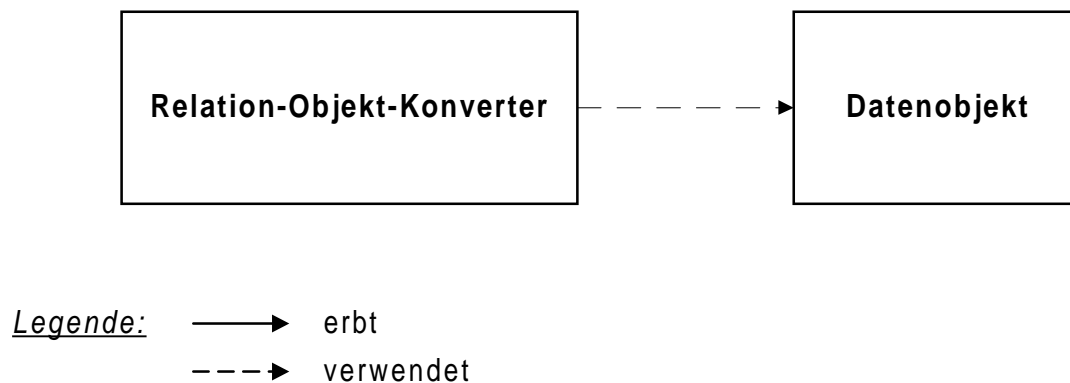 Relation-Objekt-Konverter
Datenobjekt
Legende:
erbt
verwendet